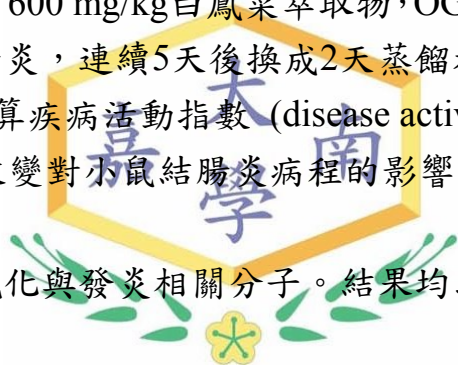 600 mg/kg白鳳菜萃取物，OG
炎，連續5天後換成2天蒸餾
算疾病活動指數 (disease activ
變對小鼠結腸炎病程的影響
化與發炎相關分子。結果均
嘉南大學